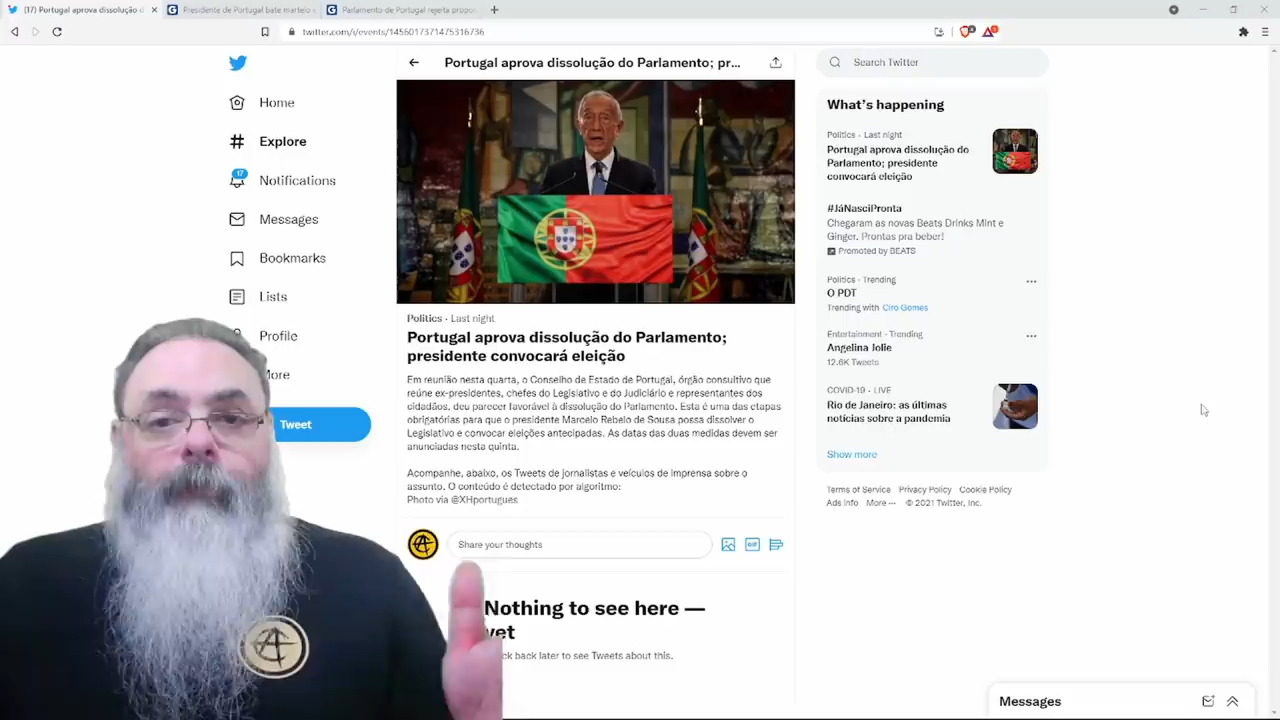 (17) Portugal aprova dissolução d
Presidente de Portugal bate martelo
Parlamento de Portugal rejeita propo
twitter.com/i/events/1456017371475316736
Home
Explore
17
Notifications
Messages
Bookmarks
Lists
Profile
More
Tweet
Portugal aprova dissolução do Parlamento; pr...
Politics · Last night
Portugal aprova dissolução do Parlamento;
presidente convocará eleição
Em reunião nesta quarta, o Conselho de Estado de Portugal, órgão consultivo que
reúne ex-presidentes, chefes do Legislativo e do Judiciário e representantes dos
cidadãos, deu parecer favorável à dissolução do Parlamento. Esta é uma das etapas
obrigatórias para que o presidente Marcelo Rebelo de Sousa possa dissolver o
Legislativo e convocar eleições antecipadas. As datas das duas medidas devem ser
anunciadas nesta quinta.
Acompanhe, abaixo, os Tweets de jornalistas e veículos de imprensa sobre o
assunto. O conteúdo é detectado por algoritmo:
Photo via @XHportugues
Share your thoughts
GIF
Nothing to see here —
yet
ck back later to see Tweets about this.
Search Twitter
What's happening
Politics · Last night
Portugal aprova dissolução do
Parlamento; presidente
convocará eleição
#JáNasciPronta
Chegaram as novas Beats Drinks Mint e
Ginger. Prontas pra beber!
Promoted by BEATS
Politics · Trending
O PDT
Trending with Ciro Gomes
Entertainment · Trending
Angelina Jolie
12.6K Tweets
COVID-19 · LIVE
Rio de Janeiro: as últimas
notícias sobre a pandemia
Show more
Terms of Service Privacy Policy Cookie Policy
Ads info More ··· © 2021 Twitter, Inc.
Messages